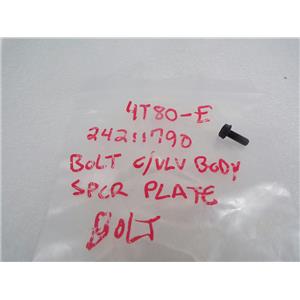 4T80-E
24211790
BOLT C/VLV BODY
SPCR PLATE
BOLT